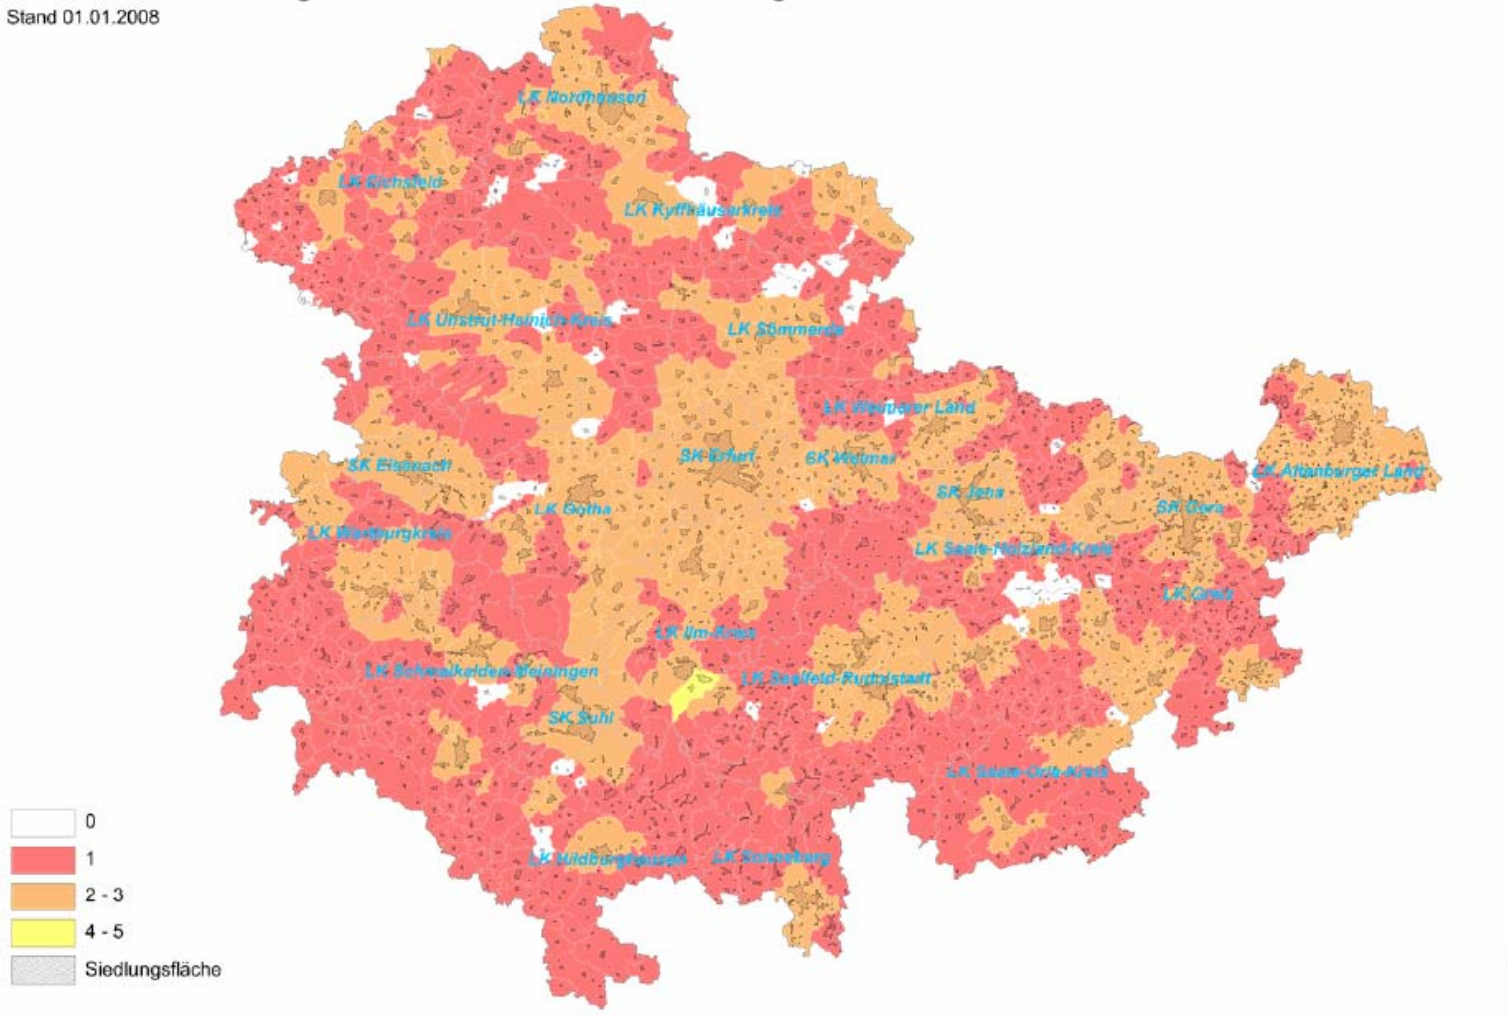 Stand 01.01.2008
LK Nordhausen
LK Eichsfeld
LK Kyffhäuserkreis
LK Unstrut-Hainich-Kreis
LK Sömmerda
LK Weimarer Land
SK Eisenach
SK Erfurt
SK Weimar
LK Altenburger Land
SK Jena
LK Gotha
SK Gera
LK Wartburgkreis
LK Saale-Holzland-Kreis
LK Greiz
LK Ilm-Kreis
LK Schmalkalden-Meiningen
LK Saalfeld-Rudolstadt
SK Suhl
LK Saale-Orla-Kreis
LK Hildburghausen
LK Sonneberg
0
1
2 - 3
4 - 5
Siedlungsfläche